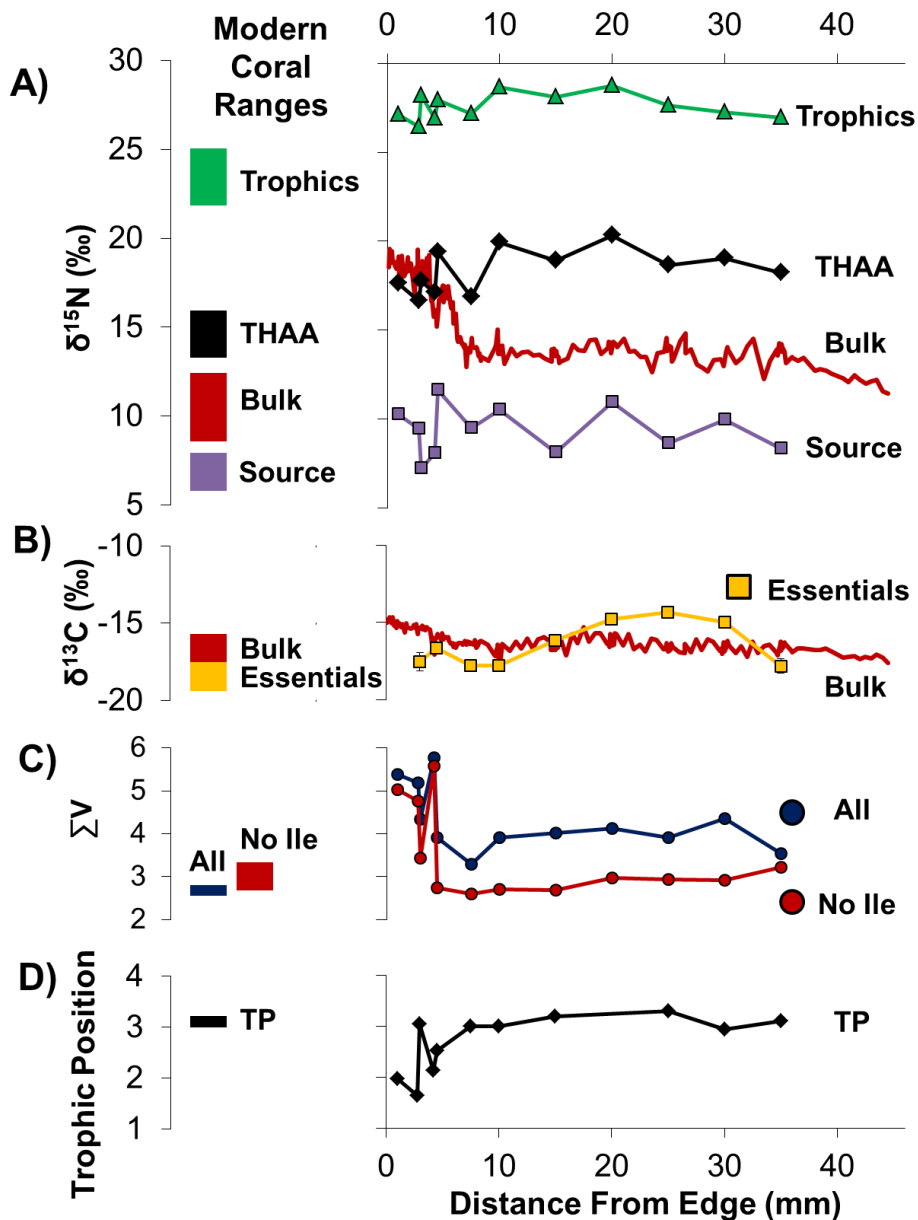 0 10 20 30 40
Modern
Coral
Ranges
A)
30
25
20
15
10
5
δ¹⁵N (‰)
Trophics
THAA
Bulk
Source
Trophics
THAA
Bulk
Source
B)
-10
-15
-20
δ¹³C (‰)
Bulk
Essentials
Essentials
Bulk
C)
6
5
4
3
2
∑V
All
No Ile
All
No Ile
D)
4
3
2
1
Trophic Position
TP
TP
0 10 20 30 40
Distance From Edge (mm)